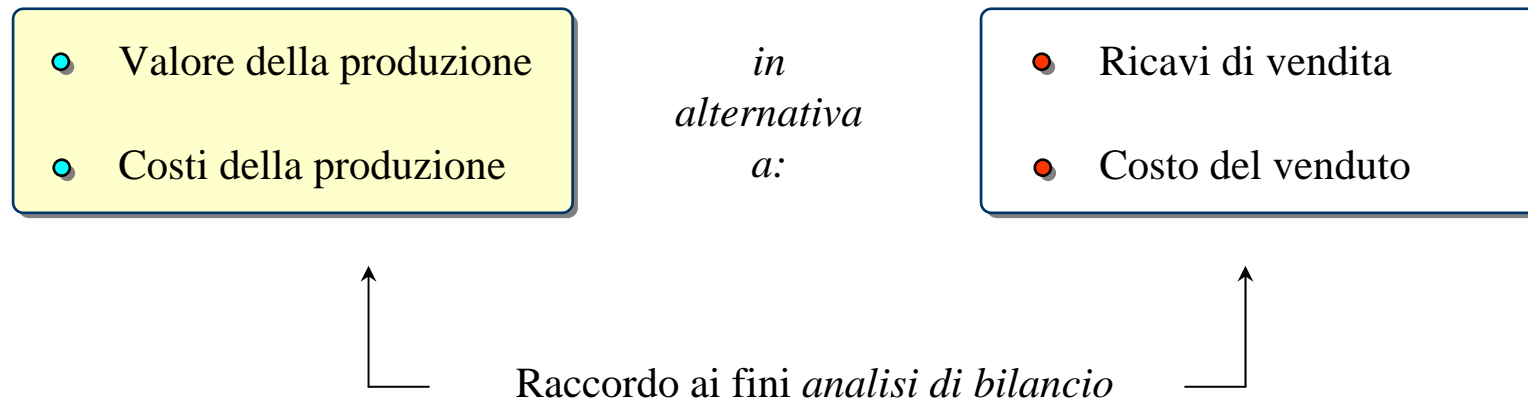 Valore della produzione
Costi della produzione
in
alternativa
a:
Ricavi di vendita
Costo del venduto
Raccordo ai fini analisi di bilancio